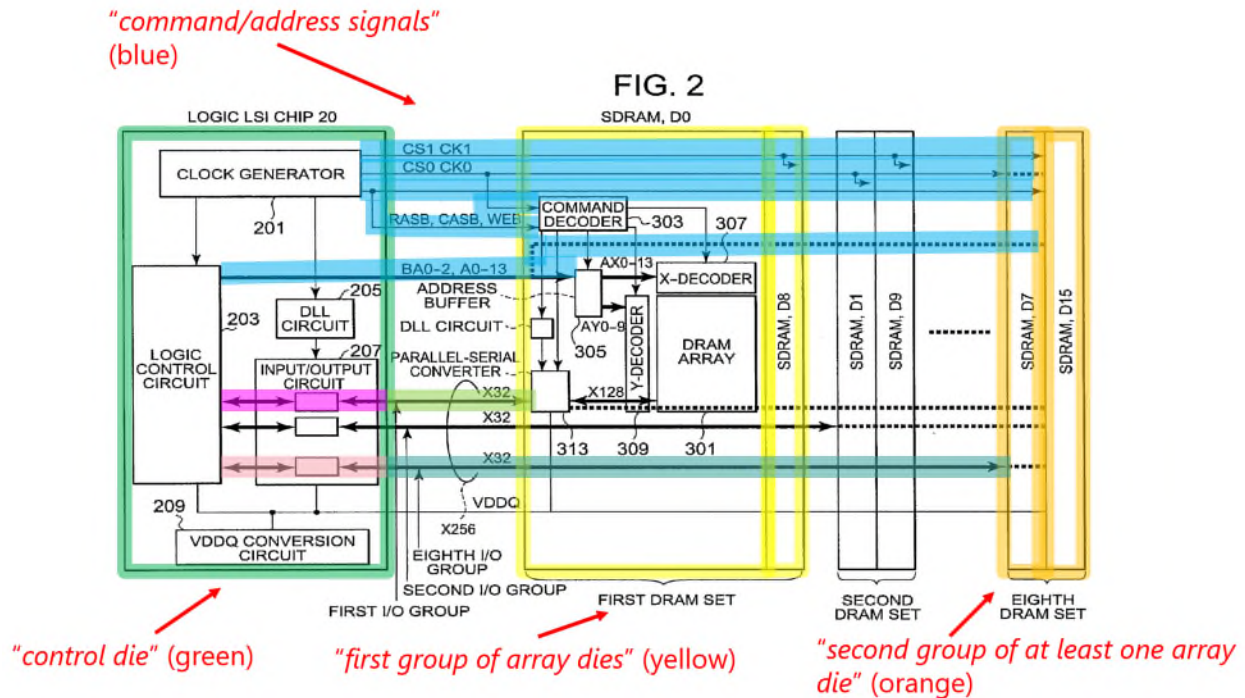 "command/address signals"
(blue)
FIG. 2
LOGIC LSI CHIP 20
SDRAM, D0
CS1 CK1
CS0 CK0
CLOCK GENERATOR
201
RASB, CASB, WEB
COMMAND
DECODER
303
307
BA0-2, A0-13
AX0-13
X-DECODER
ADDRESS
BUFFER
203
205
DLL
CIRCUIT
DLL CIRCUIT
AY0-9
305
Y-DECODER
DRAM
ARRAY
SDRAM, D8
SDRAM, D1
SDRAM, D9
SDRAM, D7
SDRAM, D15
LOGIC
CONTROL
CIRCUIT
207
INPUT/OUTPUT
CIRCUIT
PARALLEL-SERIAL
CONVERTER
X32
X128
X32
313
309
301
X32
VDDQ
209
X256
VDDQ CONVERSION
CIRCUIT
EIGHTH I/O
GROUP
SECOND I/O GROUP
FIRST I/O GROUP
FIRST DRAM SET
SECOND
DRAM SET
EIGHTH
DRAM SET
"control die" (green)
"first group of array dies" (yellow)
"second group of at least one array
die" (orange)